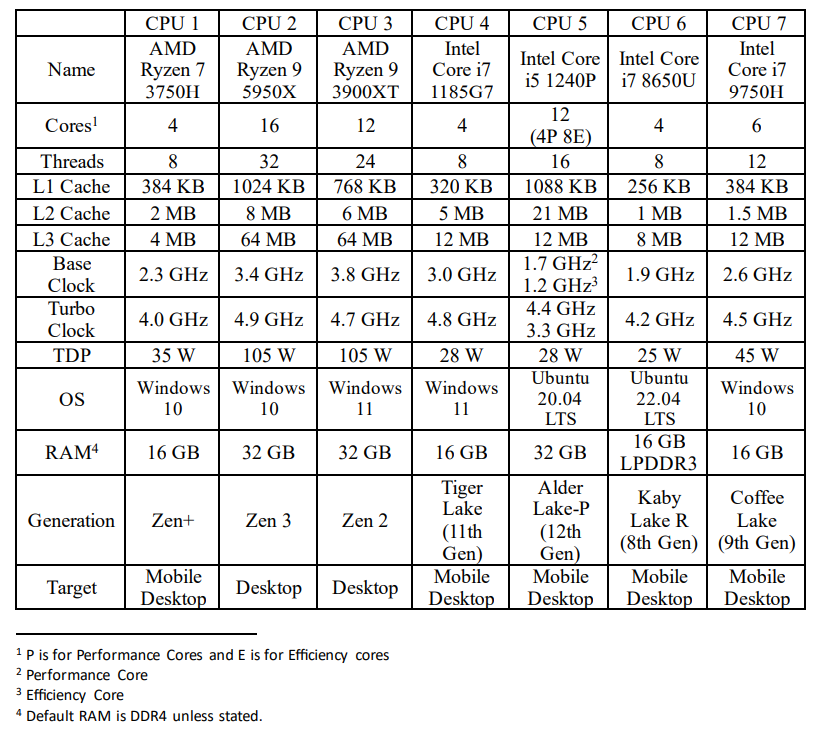 CPU 1 CPU 2 CPU 3 CPU 4 CPU 5 CPU 6 CPU 7
Name AMD Ryzen 7 3750H AMD Ryzen 9 5950X AMD Ryzen 9 3900XT Intel Core i7 1185G7 Intel Core i5 1240P Intel Core i7 8650U Intel Core i7 9750H
Cores¹ 4 16 12 4 12 (4P 8E) 4 6
Threads 8 32 24 8 16 8 12
L1 Cache 384 KB 1024 KB 768 KB 320 KB 1088 KB 256 KB 384 KB
L2 Cache 2 MB 8 MB 6 MB 5 MB 21 MB 1 MB 1.5 MB
L3 Cache 4 MB 64 MB 64 MB 12 MB 12 MB 8 MB 12 MB
Base Clock 2.3 GHz 3.4 GHz 3.8 GHz 3.0 GHz 1.7 GHz² 1.2 GHz³ 1.9 GHz 2.6 GHz
Turbo Clock 4.0 GHz 4.9 GHz 4.7 GHz 4.8 GHz 4.4 GHz 3.3 GHz 4.2 GHz 4.5 GHz
TDP 35 W 105 W 105 W 28 W 28 W 25 W 45 W
OS Windows 10 Windows 10 Windows 11 Windows 11 Ubuntu 20.04 LTS Ubuntu 22.04 LTS Windows 10
RAM⁴ 16 GB 32 GB 32 GB 16 GB 32 GB 16 GB LPDDR3 16 GB
Generation Zen+ Zen 3 Zen 2 Tiger Lake (11th Gen) Alder Lake-P (12th Gen) Kaby Lake R (8th Gen) Coffee Lake (9th Gen)
Target Mobile Desktop Desktop Desktop Mobile Desktop Mobile Desktop Mobile Desktop Mobile Desktop
¹ P is for Performance Cores and E is for Efficiency cores
² Performance Core
³ Efficiency Core
⁴ Default RAM is DDR4 unless stated.